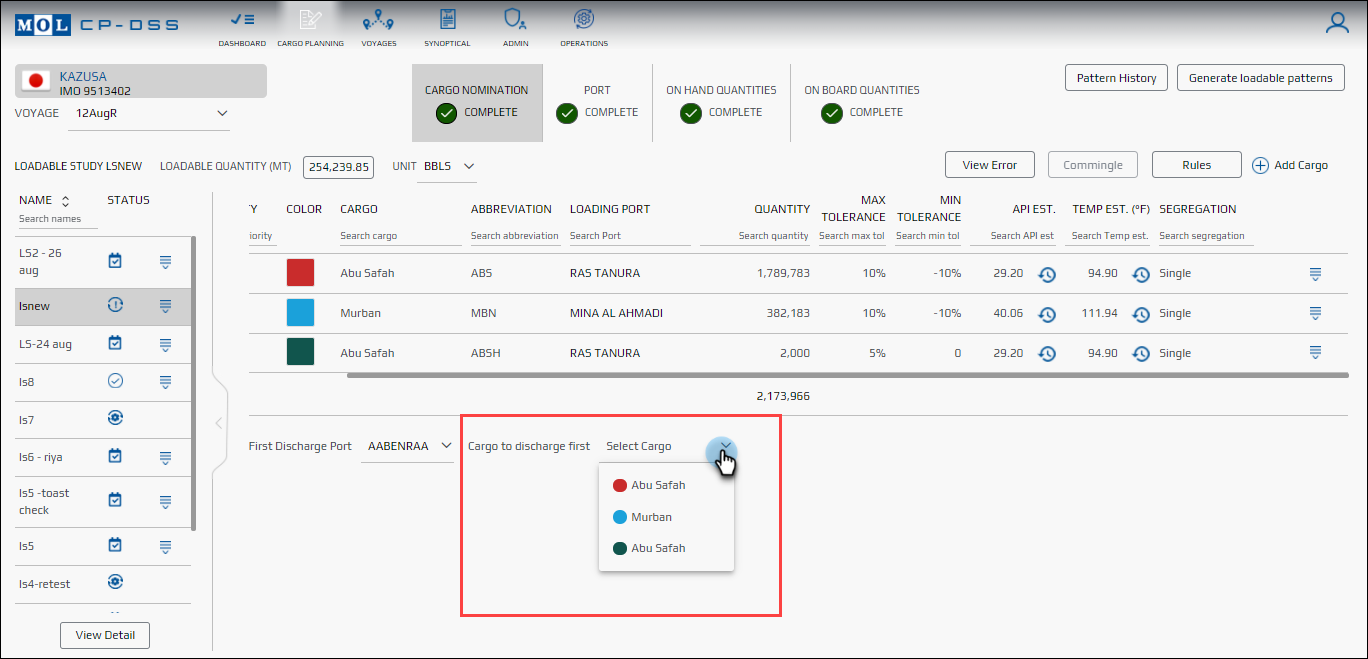 MOL CP-DSS
DASHBOARD CARGO PLANNING VOYAGES SYNOPTICAL ADMIN OPERATIONS
KAZUSA
IMO 9513402
VOYAGE 12AugR
CARGO NOMINATION
COMPLETE
PORT
COMPLETE
ON HAND QUANTITIES
COMPLETE
ON BOARD QUANTITIES
COMPLETE
Pattern History
Generate loadable patterns
LOADABLE STUDY LSNEW LOADABLE QUANTITY (MT) 254,239.85 UNIT BBLS
View Error Commingle Rules Add Cargo
NAME STATUS
Search names
LS2 - 26
aug
lsnew
LS-24 aug
ls8
ls7
ls6 - riya
ls5 -toast
check
ls5
ls4-retest
View Detail
Y COLOR CARGO ABBREVIATION LOADING PORT QUANTITY MAX TOLERANCE MIN TOLERANCE API EST. TEMP EST. (°F) SEGREGATION
iority Search cargo Search abbreviation Search Port Search quantity Search max tol Search min tol Search API est Search Temp est. Search segregation
Abu Safah ABS RAS TANURA 1,789,783 10% -10% 29.20 94.90 Single
Murban MBN MINA AL AHMADI 382,183 10% -10% 40.06 111.94 Single
Abu Safah ABSH RAS TANURA 2,000 5% 0 29.20 94.90 Single
2,173,966
First Discharge Port AABENRAA Cargo to discharge first Select Cargo
Abu Safah
Murban
Abu Safah